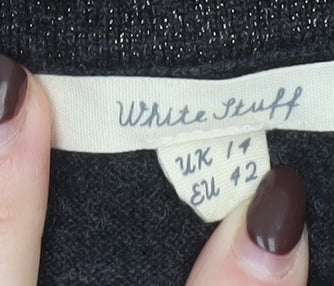 White Stuff
UK 14
EU 42